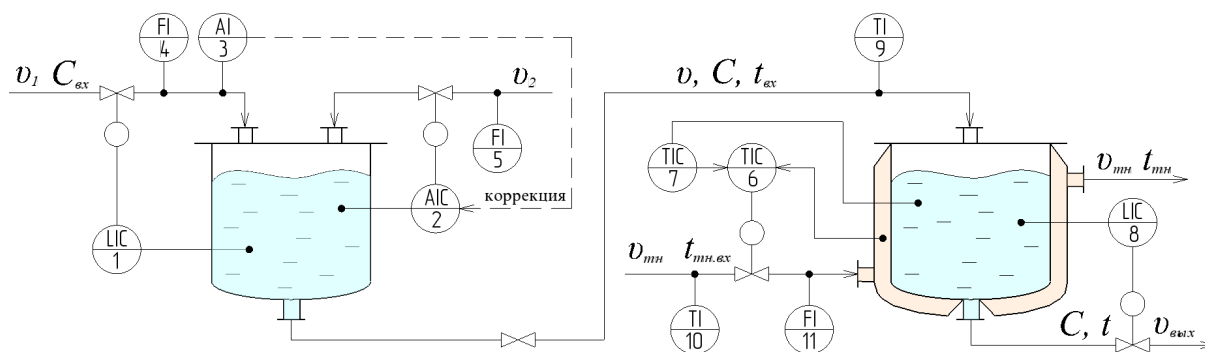 FI 4
AI 3
TI 9
υ₁ Cвх
υ₂
υ, C, tвх
FI 5
TIC 7
TIC 6
υтн tтн
коррекция
AIC 2
LIC 1
LIC 8
υтн tтн.вх
TI 10
FI 11
C, t υвых